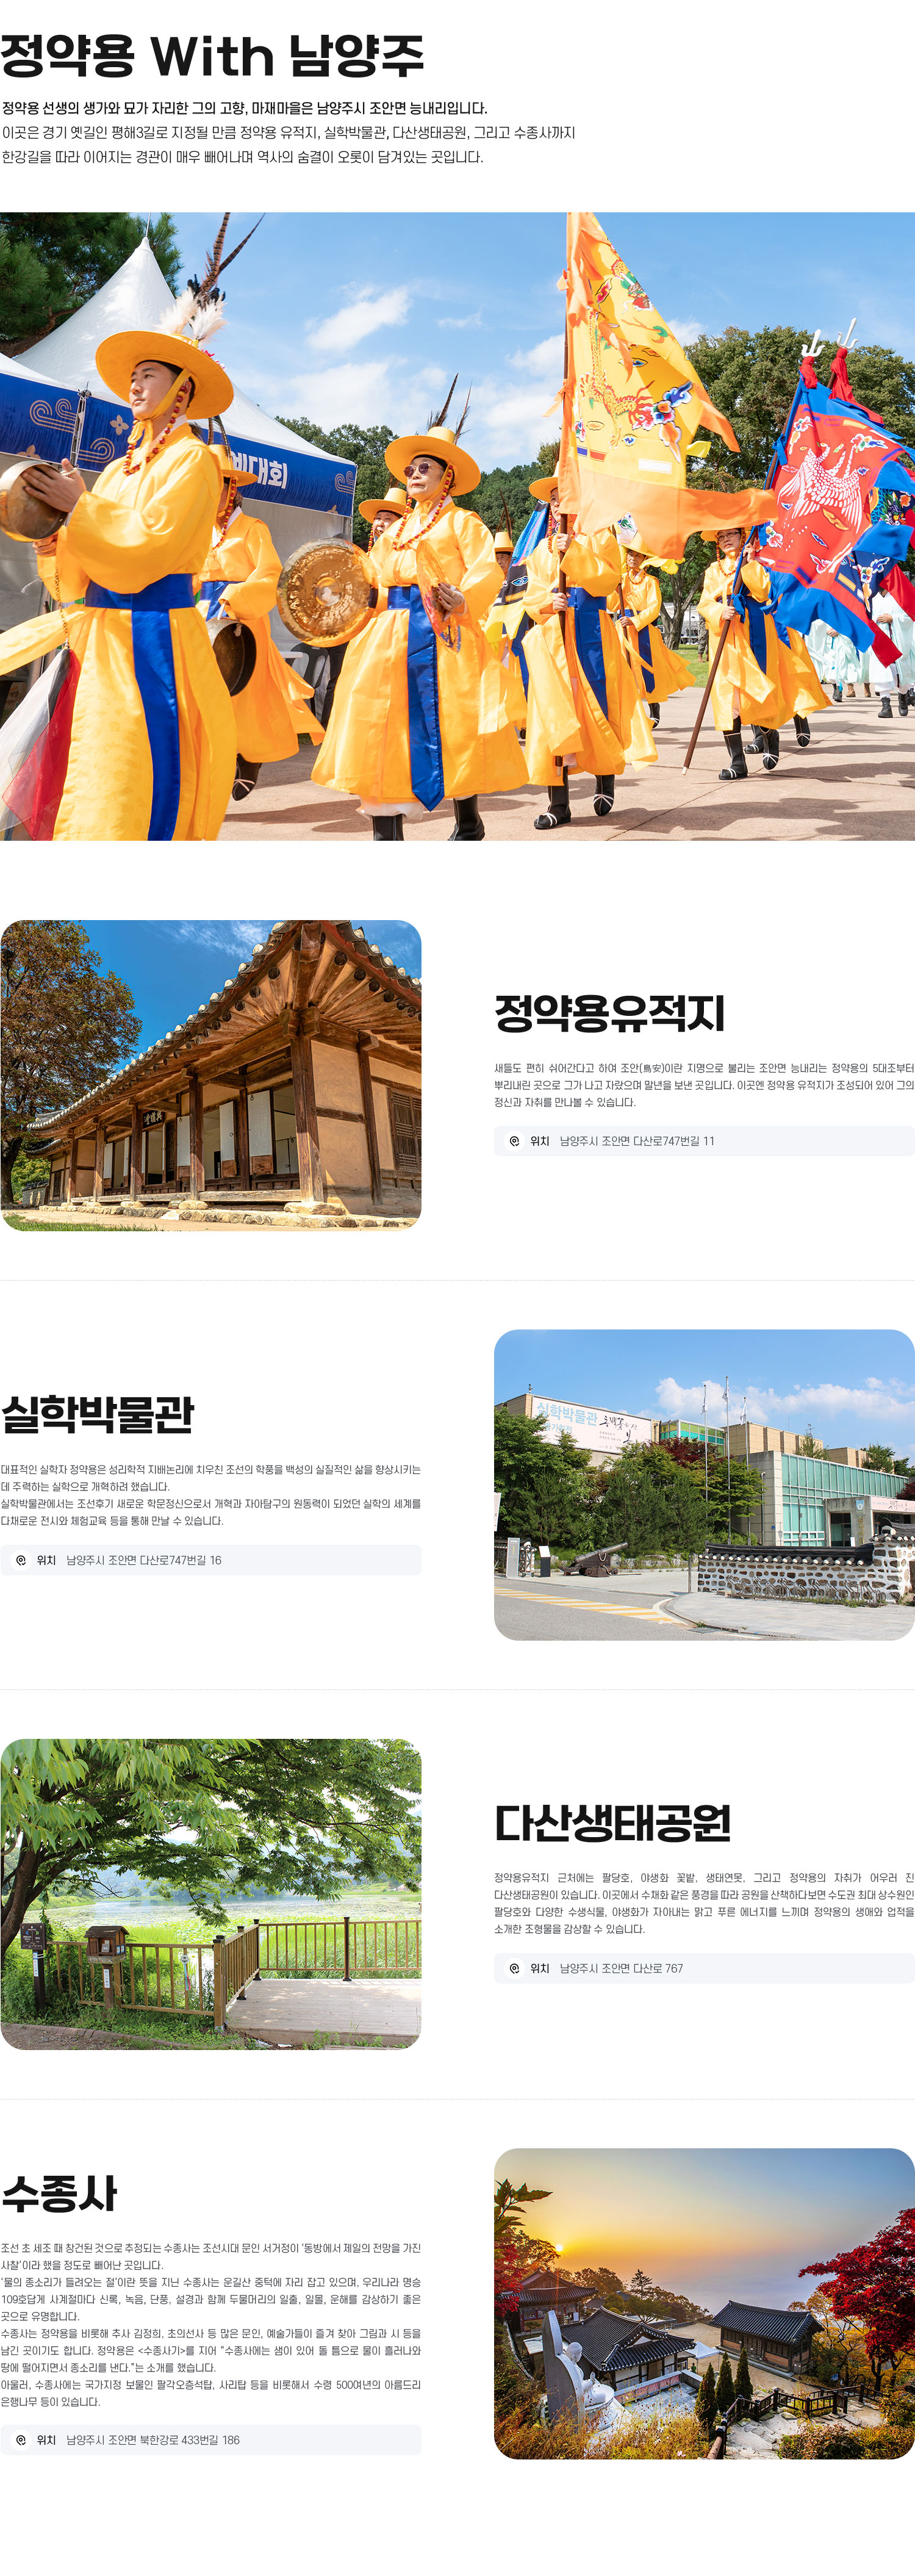 정약용 With 남양주
정약용 선생의 생가와 묘가 자리한 그의 고향, 마재마을은 남양주시 조안면 능내리입니다.
이곳은 경기 옛길인 평해3길로 지정될 만큼 정약용 유적지, 실학박물관, 다산생태공원, 그리고 수종사까지
한강길을 따라 이어지는 경관이 매우 빼어나며 역사의 숨결이 오롯이 담겨있는 곳입니다.
예대회
정약용유적지
새들도 편히 쉬어간다고 하여 조안(鳥安)이란 지명으로 불리는 조안면 능내리는 정약용의 5대조부터
뿌리내린 곳으로 그가 나고 자랐으며 말년을 보낸 곳입니다. 이곳엔 정약용 유적지가 조성되어 있어 그의
정신과 자취를 만나볼 수 있습니다.
위치 남양주시 조안면 다산로747번길 11
실학박물관
대표적인 실학자 정약용은 성리학적 지배논리에 치우친 조선의 학풍을 백성의 실질적인 삶을 향상시키는
데 주력하는 실학으로 개혁하려 했습니다.
실학박물관에서는 조선후기 새로운 학문정신으로서 개혁과 자아탐구의 원동력이 되었던 실학의 세계를
다채로운 전시와 체험교육 등을 통해 만날 수 있습니다.
위치 남양주시 조안면 다산로747번길 16
실학박물관
다산생태공원
정약용유적지 근처에는 팔당호, 야생화 꽃밭, 생태연못, 그리고 정약용의 자취가 어우러 진
다산생태공원이 있습니다. 이곳에서 수채화 같은 풍경을 따라 공원을 산책하다보면 수도권 최대 상수원인
팔당호와 다양한 수생식물, 야생화가 자아내는 맑고 푸른 에너지를 느끼며 정약용의 생애와 업적을
소개한 조형물을 감상할 수 있습니다.
위치 남양주시 조안면 다산로 767
수종사
조선 초 세조 때 창건된 것으로 추정되는 수종사는 조선시대 문인 서거정이 ‘동방에서 제일의 전망을 가진
사찰’이라 했을 정도로 빼어난 곳입니다.
‘물의 종소리가 들려오는 절’이란 뜻을 지닌 수종사는 운길산 중턱에 자리 잡고 있으며, 우리나라 명승
109호답게 사계절마다 신록, 녹음, 단풍, 설경과 함께 두물머리의 일출, 일몰, 운해를 감상하기 좋은
곳으로 유명합니다.
수종사는 정약용을 비롯해 추사 김정희, 초의선사 등 많은 문인, 예술가들이 즐겨 찾아 그림과 시 등을
남긴 곳이기도 합니다. 정약용은 <수종사기>를 지어 “수종사에는 샘이 있어 돌 틈으로 물이 흘러나와
땅에 떨어지면서 종소리를 낸다.”는 소개를 했습니다.
아울러, 수종사에는 국가지정 보물인 팔각오층석탑, 사리탑 등을 비롯해서 수령 500여년의 아름드리
은행나무 등이 있습니다.
위치 남양주시 조안면 북한강로 433번길 186